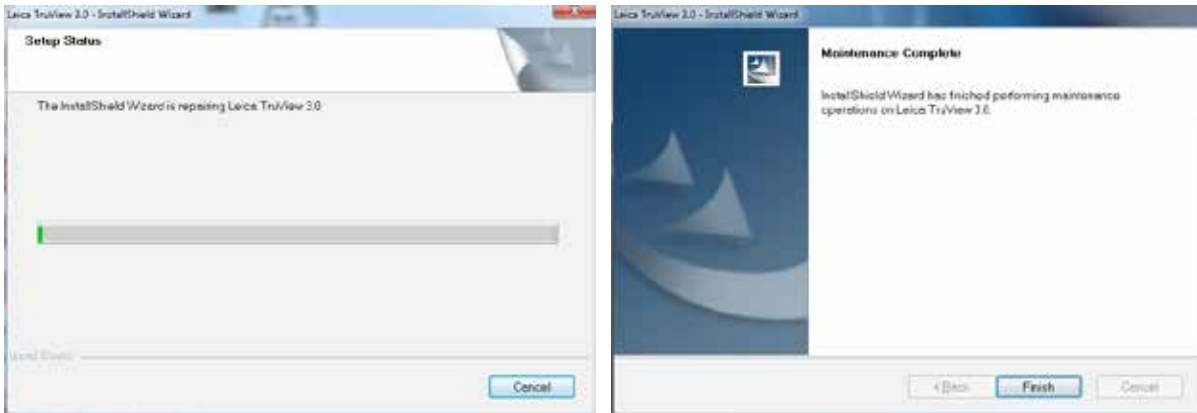 Leica TruView 3.0 - InstallShield Wizard
Setup Status
The InstallShield Wizard is repairing Leica TruView 3.0
InstallShield
Cancel
Leica TruView 3.0 - InstallShield Wizard
Maintenance Complete
InstallShield Wizard has finished performing maintenance
operations on Leica TruView 3.0.
< Back
Finish
Cancel